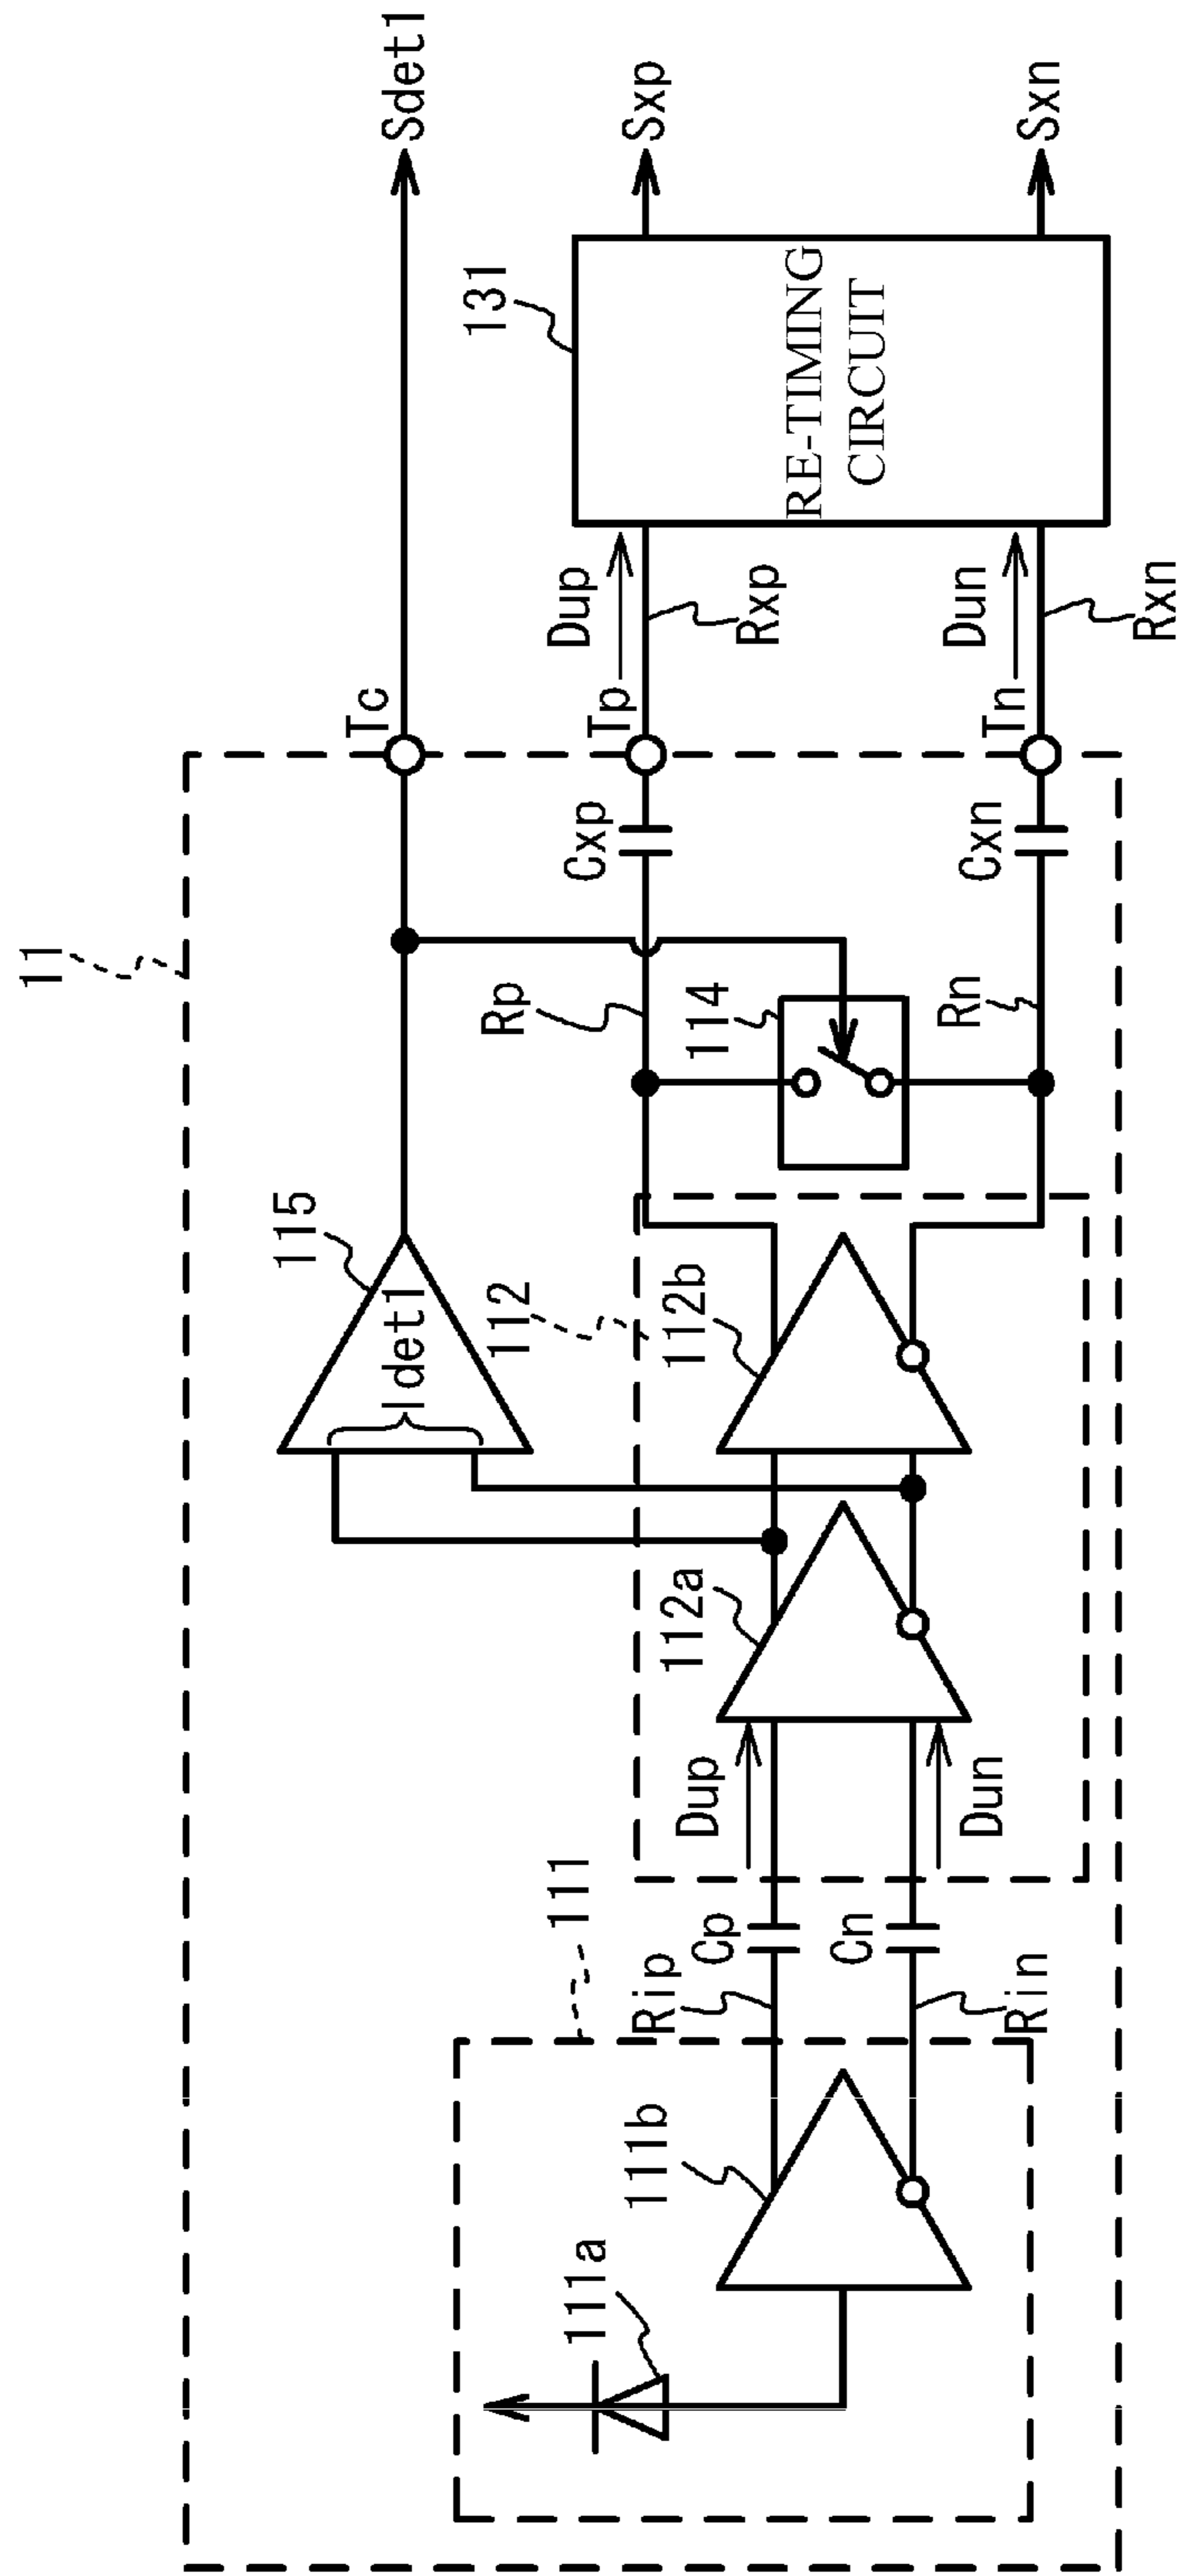 11
115
Idet1
Tc
Sdet1
112
112b
112a
Rp
114
Rn
Cxp
Cxn
Tp
Tn
Dup
Rxp
Dun
Rxn
131
RE-TIMING
CIRCUIT
Sxp
Sxn
111
111a
111b
Rip
Rin
Cp
Cn
Dup
Dun